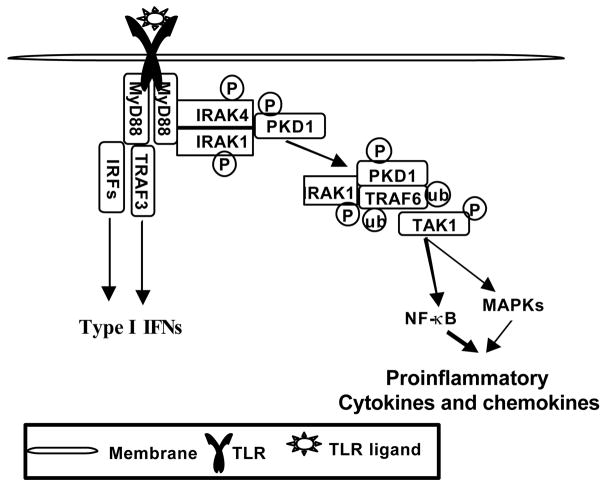 MyD88
MyD88
P
IRAK4
P
PKD1
IRAK1
P
IRFs
TRAF3
P
PKD1
IRAK1
TRAF6
ub
P
ub
P
TAK1
MAPKs
NF-κB
Type I IFNs
Proinflammatory
Cytokines and chemokines
Membrane
TLR
TLR ligand